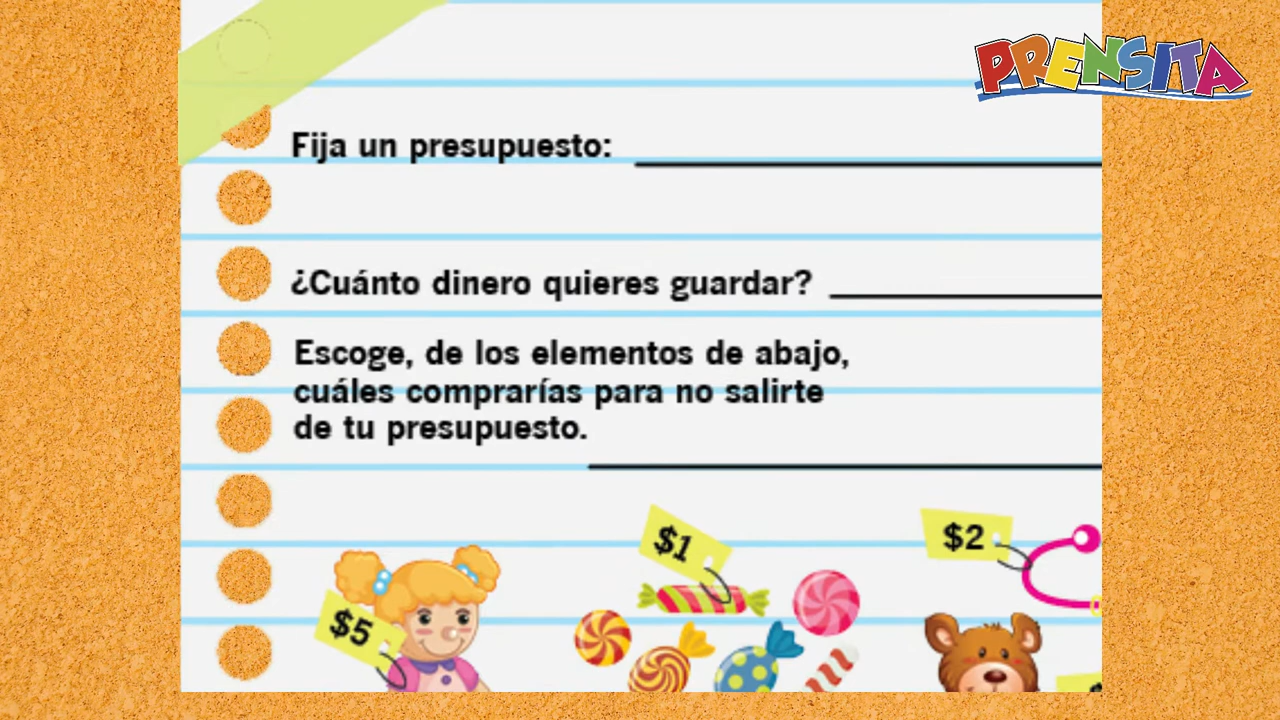 PRENSITA
Fija un presupuesto:
¿Cuánto dinero quieres guardar?
Escoge, de los elementos de abajo,
cuáles comprarías para no salirte
de tu presupuesto.
$1
$2
$5